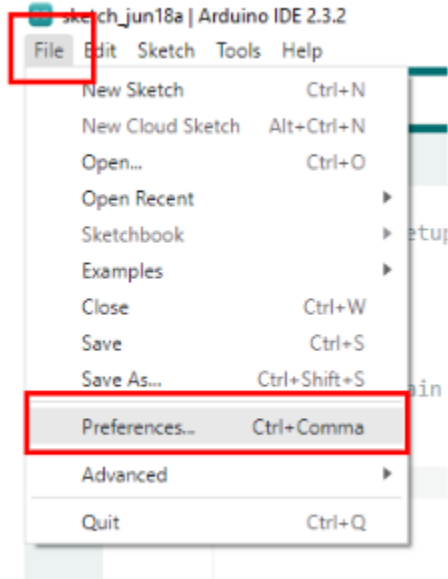 sketch_jun18a | Arduino IDE 2.3.2
File Edit Sketch Tools Help
New Sketch Ctrl+N
New Cloud Sketch Alt+Ctrl+N
Open... Ctrl+O
Open Recent
Sketchbook
etup
Examples
Close Ctrl+W
Save Ctrl+S
Save As... Ctrl+Shift+S
ain
Preferences... Ctrl+Comma
Advanced
Quit Ctrl+Q